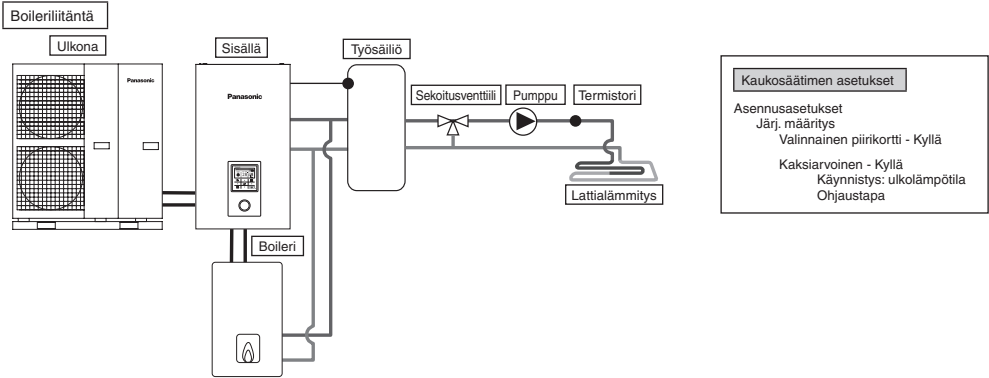 Boileriliitäntä
Ulkona
Sisällä
Työsäiliö
Panasonic
Panasonic
Sekoitusventtiili
Pumppu
Termistori
Lattialämmitys
Boileri
Kaukosäätimen asetukset
Asennusasetukset
Järj. määritys
Valinnainen piirikortti - Kyllä
Kaksiarvoinen - Kyllä
Käynnistys: ulkolämpötila
Ohjaustapa